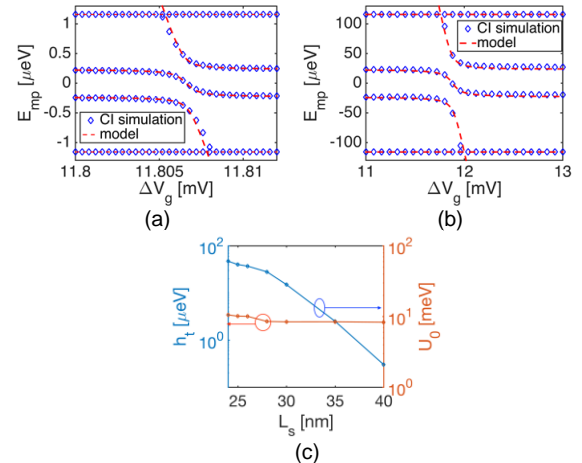 1
0.5
0
-0.5
-1
E_mp [μeV]
CI simulation
model
11.8
11.805
11.81
ΔV_g [mV]
(a)
100
50
0
-50
-100
E_mp [μeV]
CI simulation
model
11
12
13
ΔV_g [mV]
(b)
10^2
10^0
h_t [μeV]
10^2
10^1
10^0
U_0 [meV]
25
30
35
40
L_s [nm]
(c)